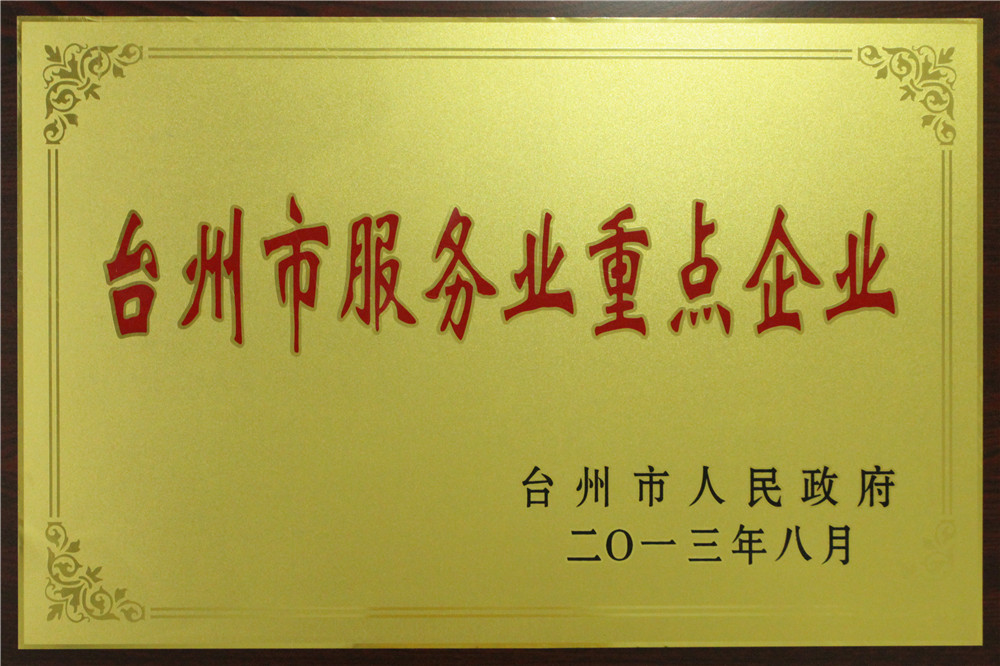 台州市服务业重点企业
台州市人民政府
二〇一三年八月